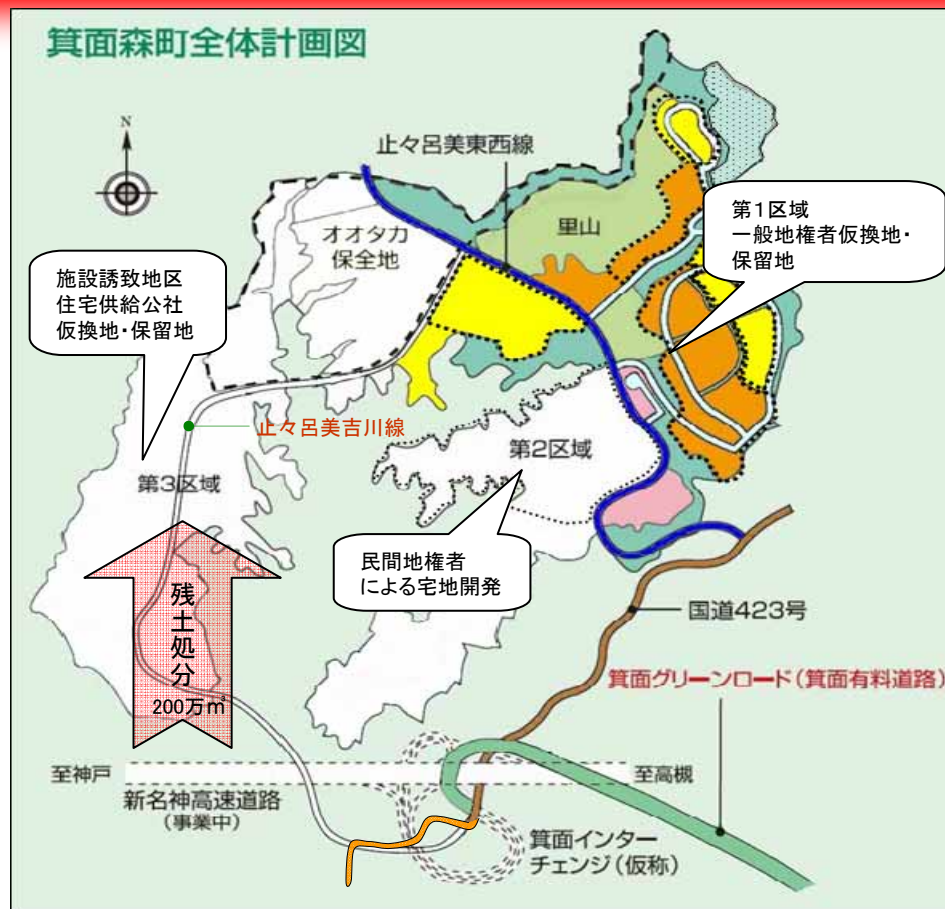 箕面森町全体計画図
N
止々呂美東西線
里山
第1区域
一般地権者仮換地・
保留地
オオタカ
保全地
施設誘致地区
住宅供給公社
仮換地・保留地
止々呂美吉川線
第2区域
第3区域
民間地権者
による宅地開発
残土処分
200万㎥
国道423号
箕面グリーンロード(箕面有料道路)
至神戸
至高槻
新名神高速道路
(事業中)
箕面インター
チェンジ(仮称)